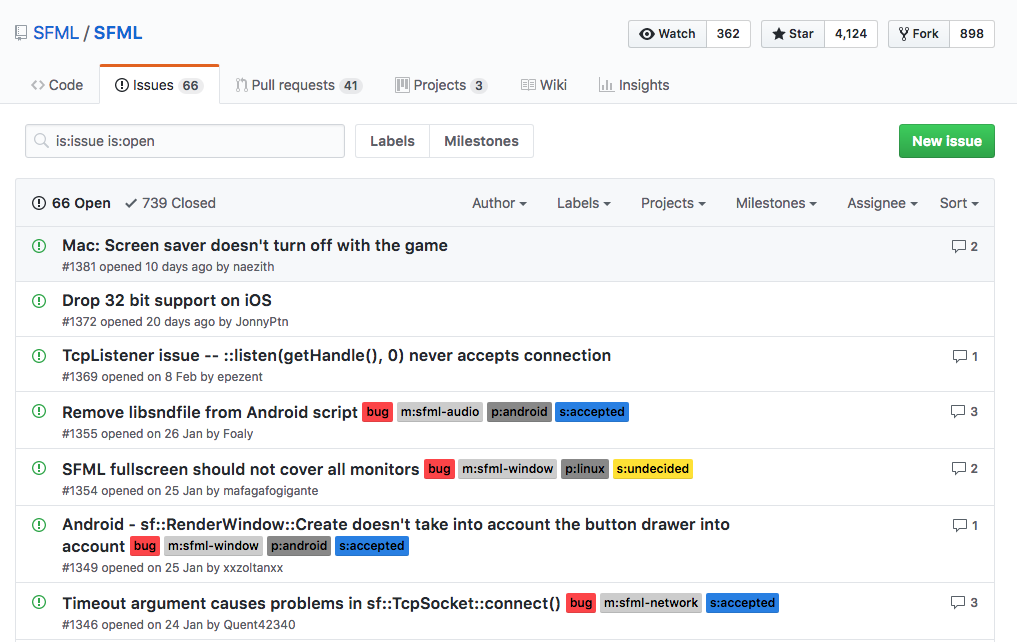 SFML / SFML
Watch 362 Star 4,124 Fork 898
Code Issues 66 Pull requests 41 Projects 3 Wiki Insights
is:issue is:open Labels Milestones New issue
66 Open 739 Closed Author Labels Projects Milestones Assignee Sort
Mac: Screen saver doesn't turn off with the game 2
#1381 opened 10 days ago by naezith
Drop 32 bit support on iOS
#1372 opened 20 days ago by JonnyPtn
TcpListener issue -- ::listen(getHandle(), 0) never accepts connection 1
#1369 opened on 8 Feb by epezent
Remove libsndfile from Android script bug m:sfml-audio p:android s:accepted 3
#1355 opened on 26 Jan by Foaly
SFML fullscreen should not cover all monitors bug m:sfml-window p:linux s:undecided 2
#1354 opened on 25 Jan by mafagafogigante
Android - sf::RenderWindow::Create doesn't take into account the button drawer into 1
account bug m:sfml-window p:android s:accepted
#1349 opened on 25 Jan by xxzoltanxx
Timeout argument causes problems in sf::TcpSocket::connect() bug m:sfml-network s:accepted 3
#1346 opened on 24 Jan by Quent42340